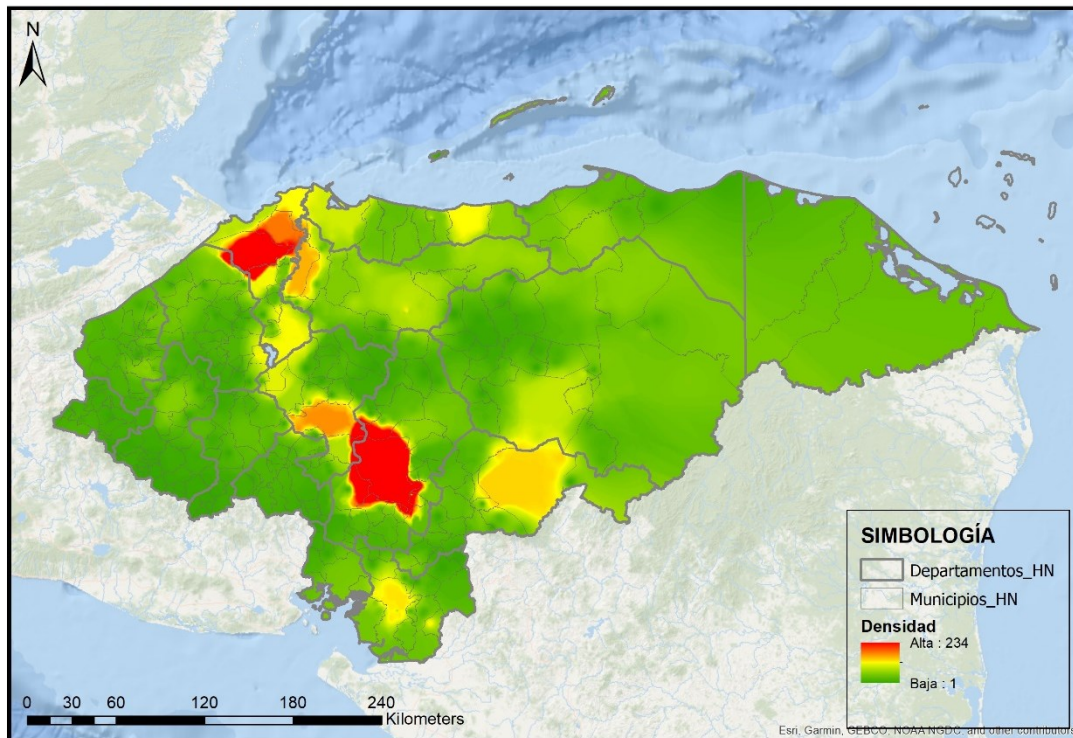 N
SIMBOLOGÍA
Departamentos_HN
Municipios_HN
Densidad
Alta : 234
Baja : 1
0 30 60 120 180 240
Kilometers
Esri, Garmin, GEBCO, NOAA NGDC, and other contributors